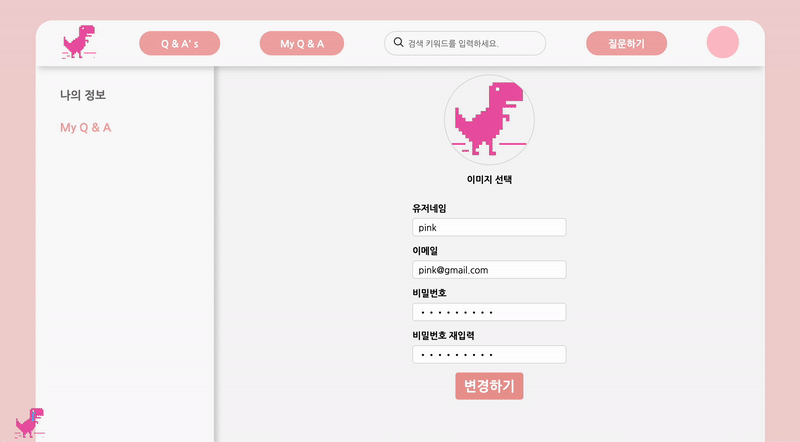 Q & A' s
My Q & A
검색 키워드를 입력하세요.
질문하기
나의 정보
My Q & A
이미지 선택
유저네임
pink
이메일
pink@gmail.com
비밀번호
•••••••••
비밀번호 재입력
•••••••••
변경하기